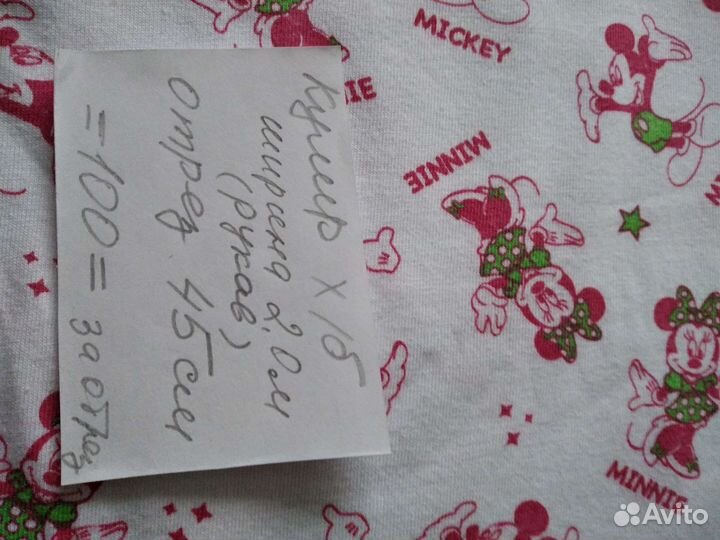 Кулир х/б
ширина 2,0м
(рукав)
отрез 45см
=100= за отрез
MICKEY
MINNIE
MINNIE
MINNIE
Avito